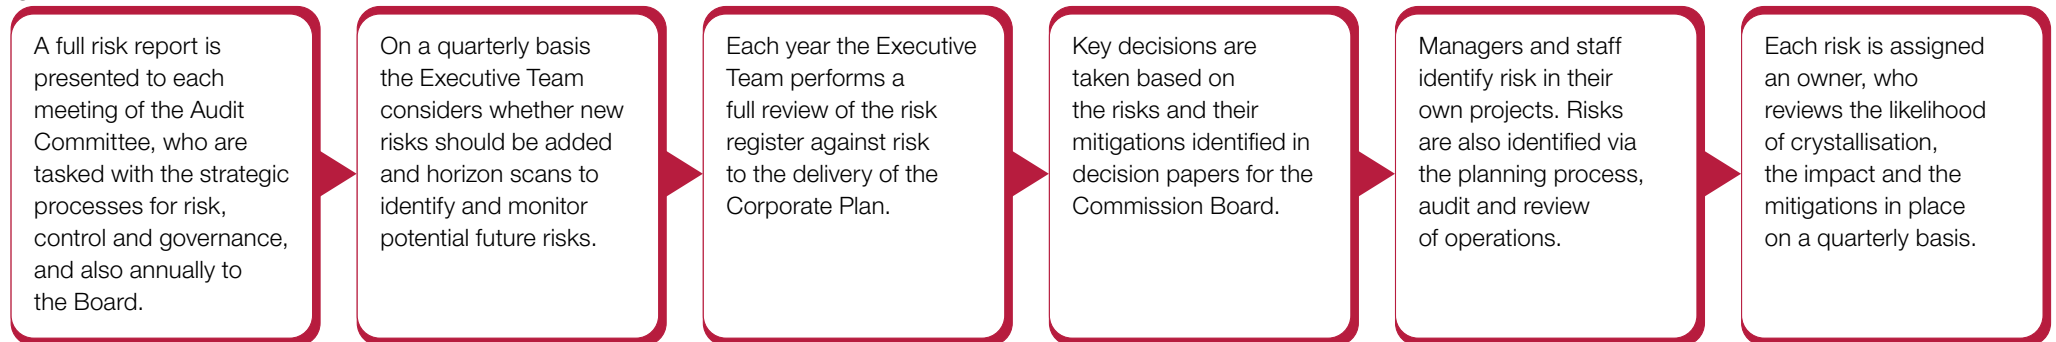 A full risk report is
presented to each
meeting of the Audit
Committee, who are
tasked with the strategic
processes for risk,
control and governance,
and also annually to
the Board.
On a quarterly basis
the Executive Team
considers whether new
risks should be added
and horizon scans to
identify and monitor
potential future risks.
Each year the Executive
Team performs a
full review of the risk
register against risk
to the delivery of the
Corporate Plan.
Key decisions are
taken based on
the risks and their
mitigations identified in
decision papers for the
Commission Board.
Managers and staff
identify risk in their
own projects. Risks
are also identified via
the planning process,
audit and review
of operations.
Each risk is assigned
an owner, who
reviews the likelihood
of crystallisation,
the impact and the
mitigations in place
on a quarterly basis.